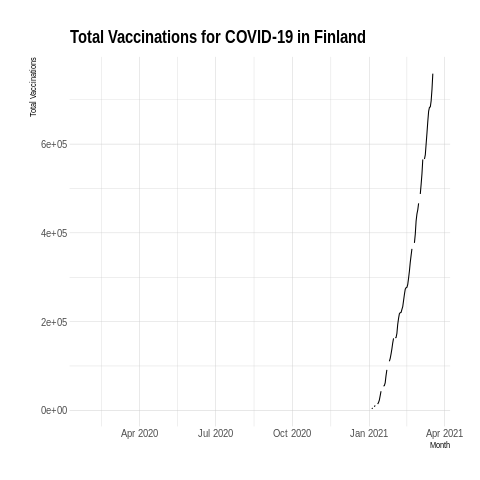 Total Vaccinations for COVID-19 in Finland
Total Vaccinations
6e+05
4e+05
2e+05
0e+00
Apr 2020 Jul 2020 Oct 2020 Jan 2021 Apr 2021
Month